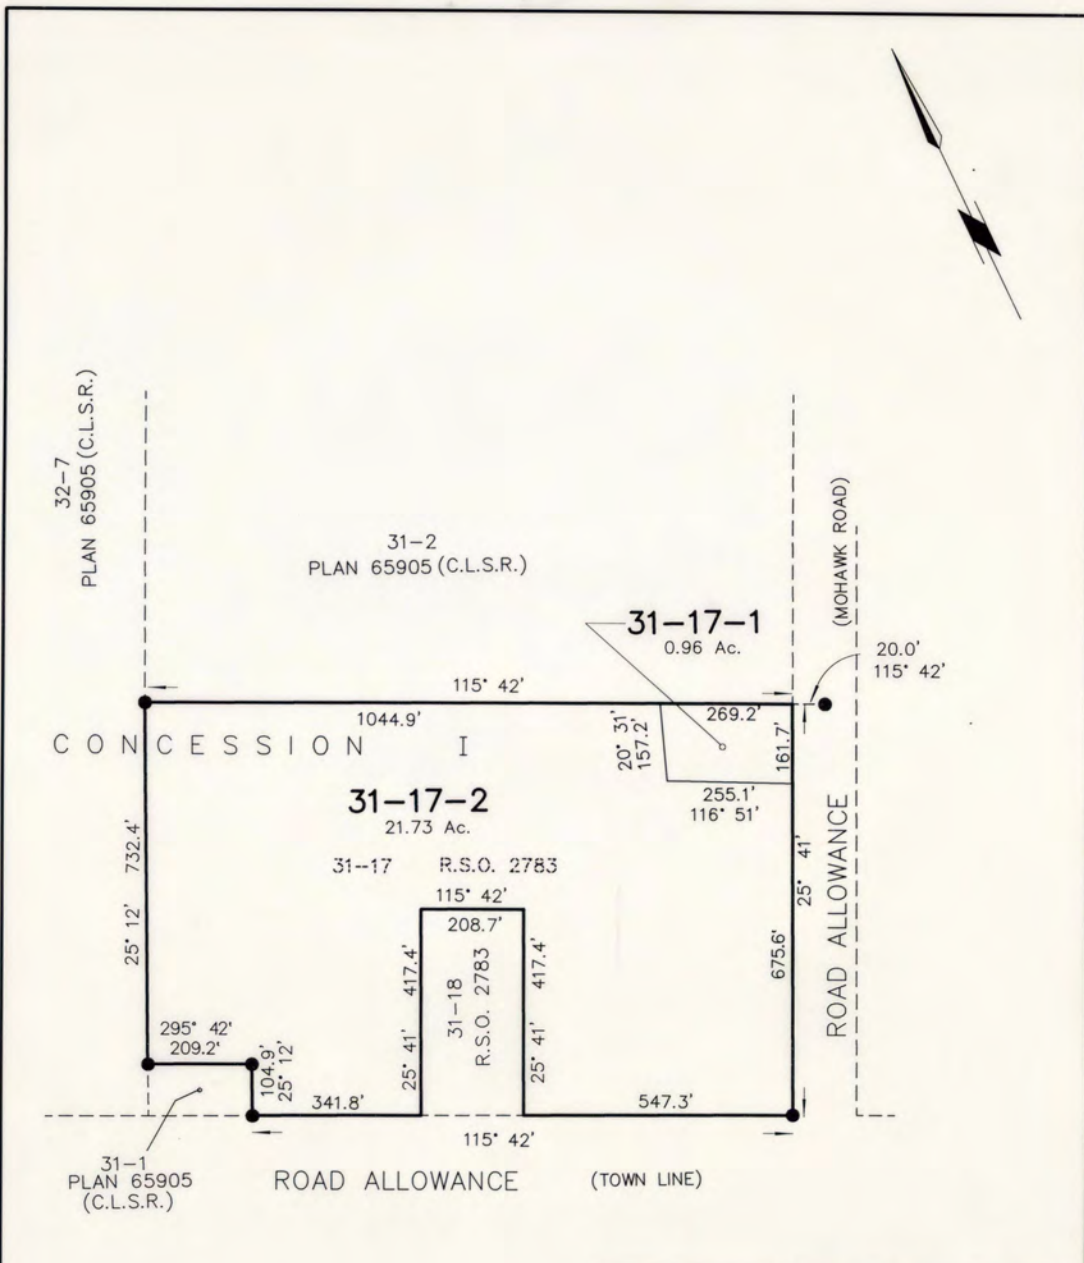 32-7
PLAN 65905 (C.L.S.R.)
31-2
PLAN 65905 (C.L.S.R.)
(MOHAWK ROAD)
31-17-1
0.96 Ac.
20.0'
115° 42'
115° 42'
1044.9'
269.2'
20° 31'
157.2'
161.7'
255.1'
116° 51'
CONCESSION I
31-17-2
21.73 Ac.
31-17 R.S.O. 2783
115° 42'
208.7'
732.4'
25° 12'
417.4'
25° 41'
31-18
R.S.O. 2783
417.4'
25° 41'
25° 41'
675.6'
ROAD ALLOWANCE
295° 42'
209.2'
104.9'
25° 12'
341.8'
547.3'
115° 42'
31-1
PLAN 65905
(C.L.S.R.)
ROAD ALLOWANCE (TOWN LINE)